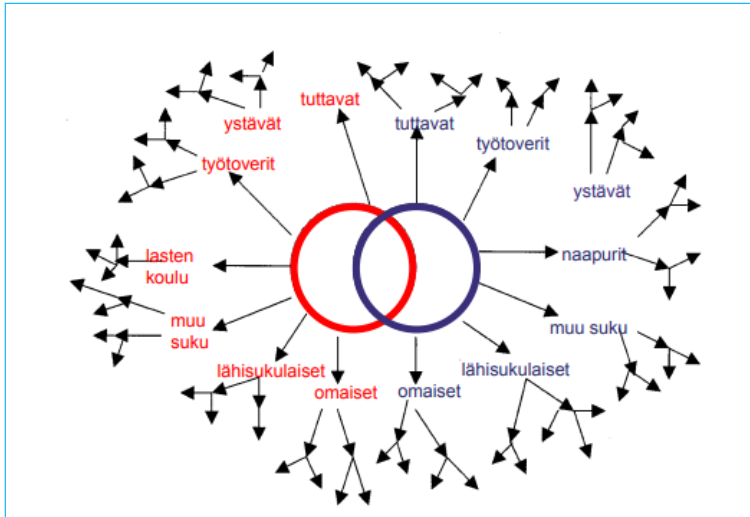 tuttavat
ystävät
tuttavat
työtoverit
työtoverit
ystävät
lasten
koulu
naapurit
muu
suku
muu suku
lähisukulaiset
lähisukulaiset
omaiset
omaiset